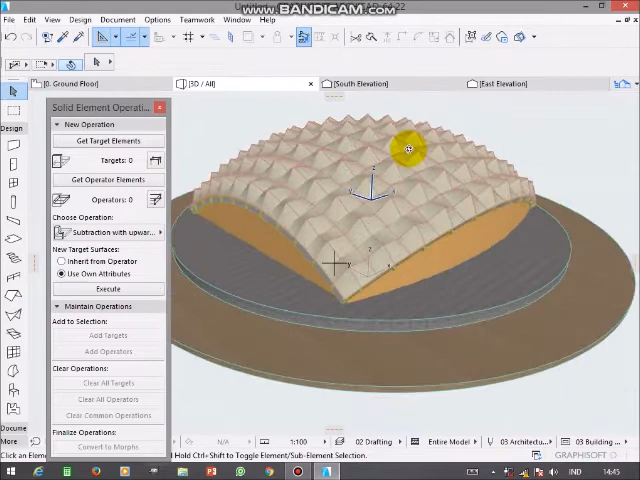 www.BANDICAM.com
File Edit View Design Document Options Teamwork Window Help
[0. Ground Floor]
[3D / All]
[South Elevation]
[East Elevation]
Solid Element Operati...
New Operation
Get Target Elements
Targets: 0
Get Operator Elements
Operators: 0
Choose Operation:
Subtraction with upwar...
New Target Surfaces:
Inherit from Operator
Use Own Attributes
Execute
Maintain Operations
Add to Selection:
Add Targets
Add Operators
Clear Operations:
Clear All Targets
Clear All Operators
Clear Common Operations
Finalize Operations:
Convert to Morphs
Design
z
y
x
z
y
x
Docume
More
N/A
1:100
02 Drafting
Entire Model
03 Architectu...
03 Building ...
Click an Elemen
Hold Ctrl+Shift to Toggle Element/Sub-Element Selection.
GRAPHISOFT
IND
14:45